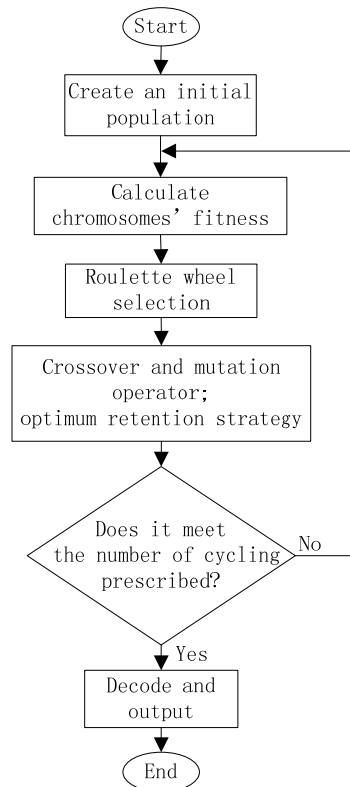 Start
Create an initial
population
Calculate
chromosomes' fitness
Roulette wheel
selection
Crossover and mutation
operator;
optimum retention strategy
Does it meet
the number of cycling
prescribed?
No
Yes
Decode and
output
End